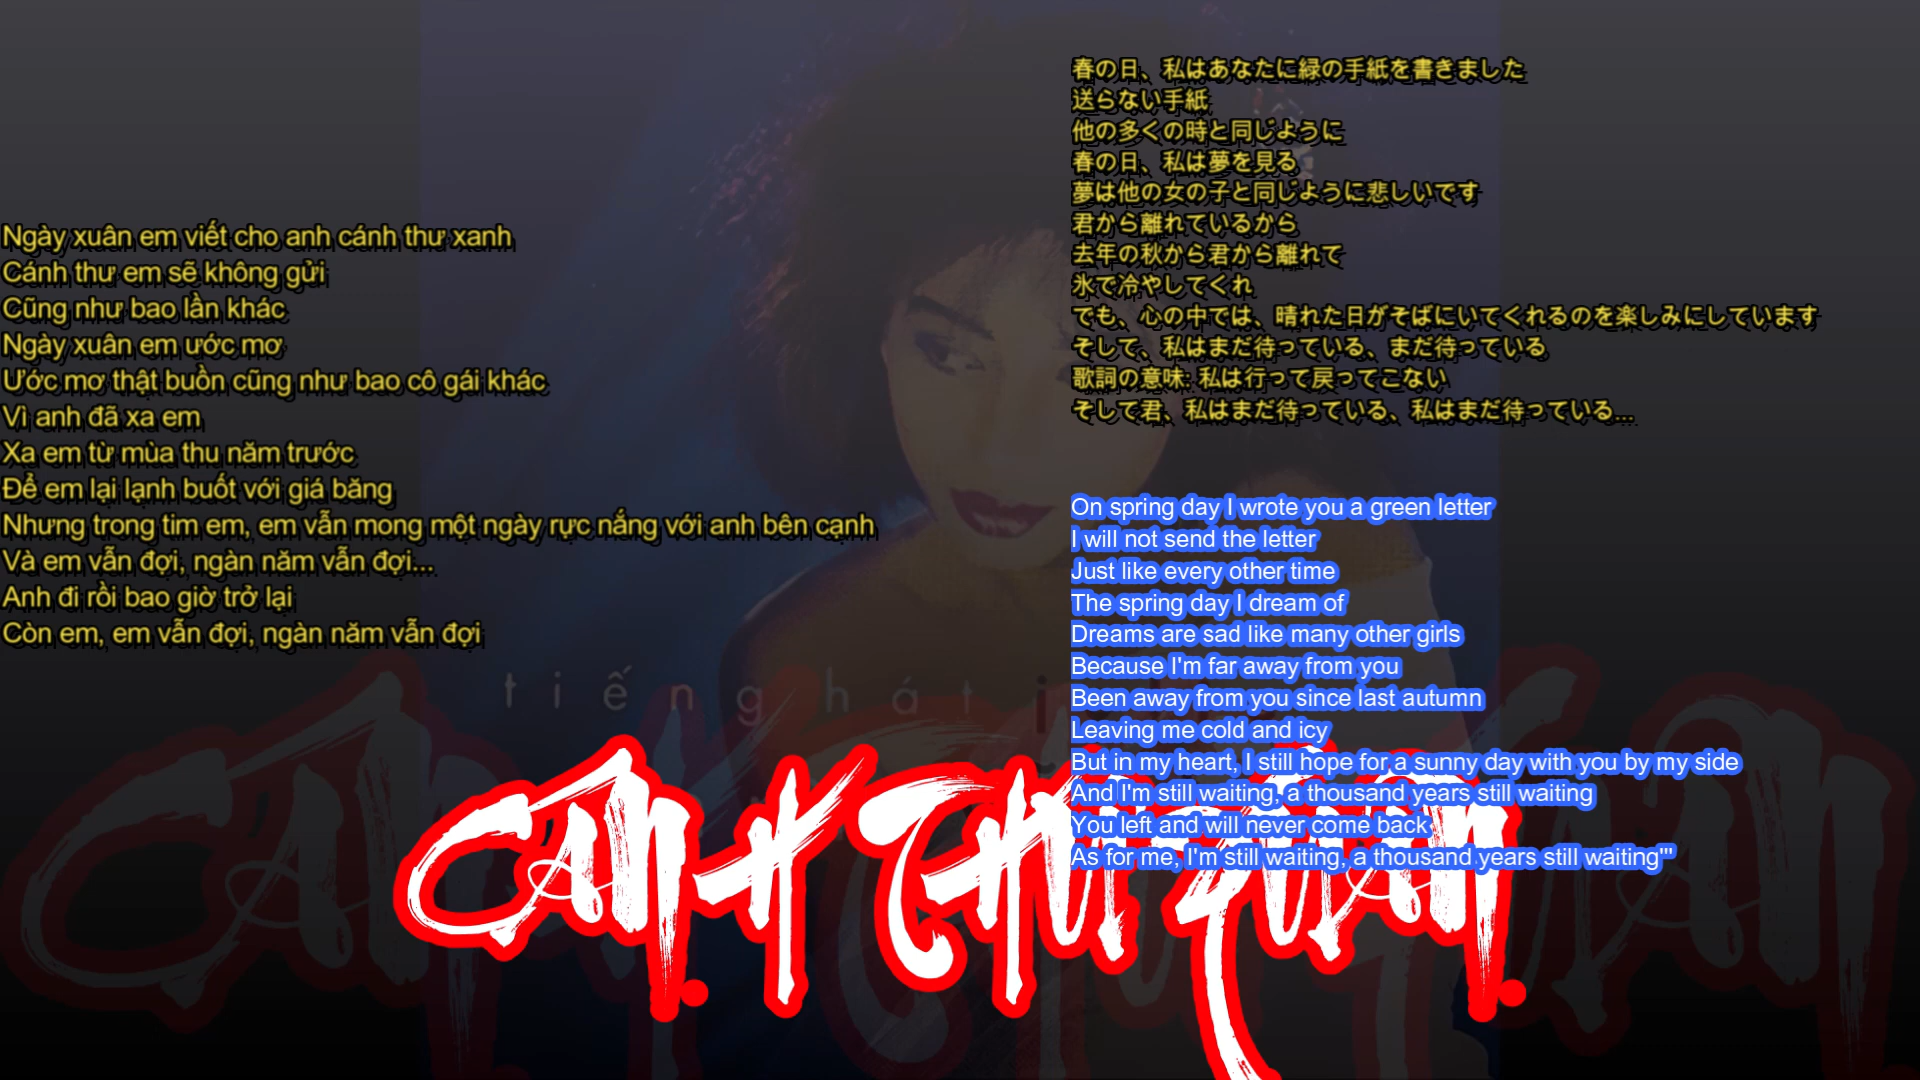 Ngày xuân em viết cho anh cánh thư xanh
Cánh thư em sẽ không gửi
Cũng như bao lần khác
Ngày xuân em ước mơ
Ước mơ thật buồn cũng như bao cô gái khác
Vì anh đã xa em
Xa em từ mùa thu năm trước
Để em lại lạnh buốt với giá băng
Nhưng trong tim em, em vẫn mong một ngày rực nắng với anh bên cạnh
Và em vẫn đợi, ngàn năm vẫn đợi...
Anh đi rồi bao giờ trở lại
Còn em, em vẫn đợi, ngàn năm vẫn đợi
春の日、私はあなたに緑の手紙を書きました
送らない手紙
他の多くの時と同じように
春の日、私は夢を見る
夢は他の女の子と同じように悲しいです
君から離れているから
去年の秋から君から離れて
氷で冷やしてくれ
でも、心の中では、晴れた日がそばにいてくれるのを楽しみにしています
そして、私はまだ待っている、まだ待っている
歌詞の意味: 私は行って戻ってこない
そして君、私はまだ待っている、私はまだ待っている...
On spring day I wrote you a green letter
I will not send the letter
Just like every other time
The spring day I dream of
Dreams are sad like many other girls
Because I'm far away from you
Been away from you since last autumn
Leaving me cold and icy
But in my heart, I still hope for a sunny day with you by my side
And I'm still waiting, a thousand years still waiting
You left and will never come back
As for me, I'm still waiting, a thousand years still waiting'"
tiếng hát
CANH THU XUAN